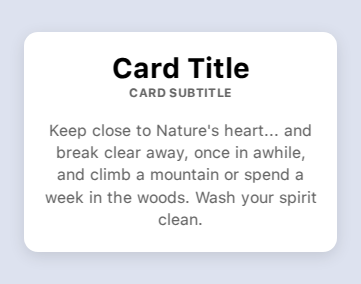 Card Title
CARD SUBTITLE
Keep close to Nature's heart... and
break clear away, once in awhile,
and climb a mountain or spend a
week in the woods. Wash your spirit
clean.